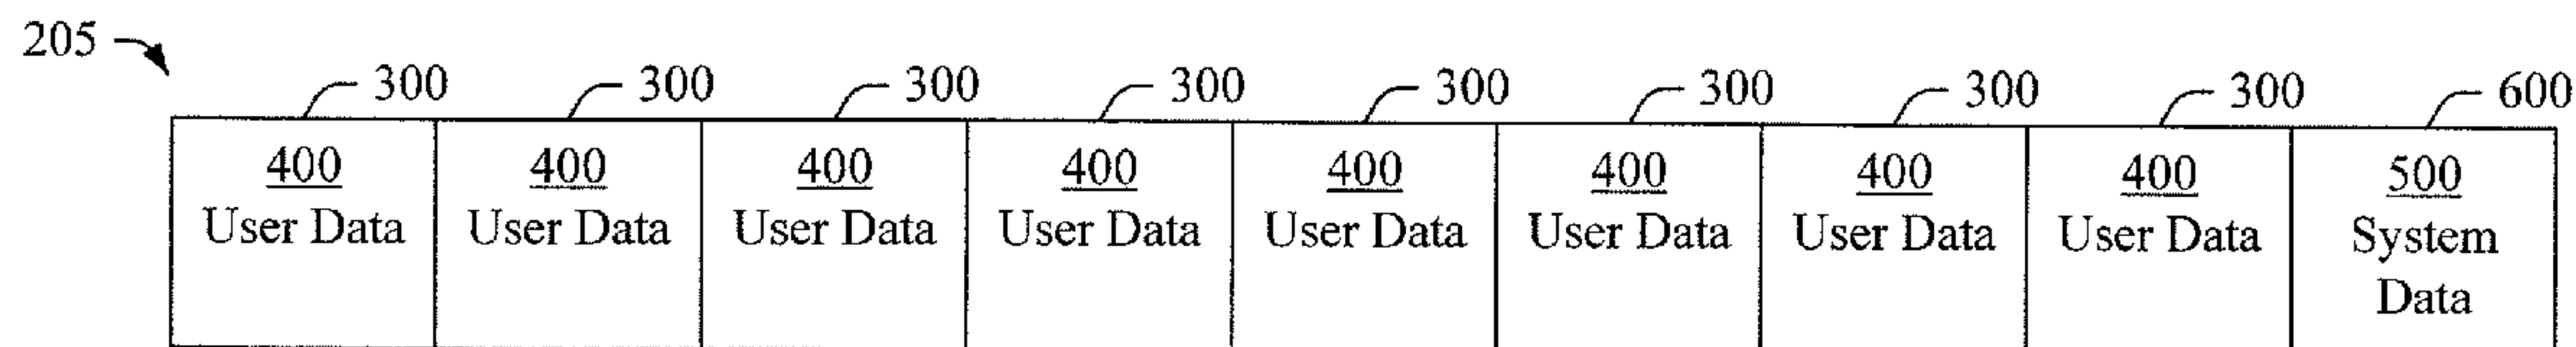 205
300 300 300 300 300 300 300 300 600
400 400 400 400 400 400 400 400 500
User Data User Data User Data User Data User Data User Data User Data User Data System
Data